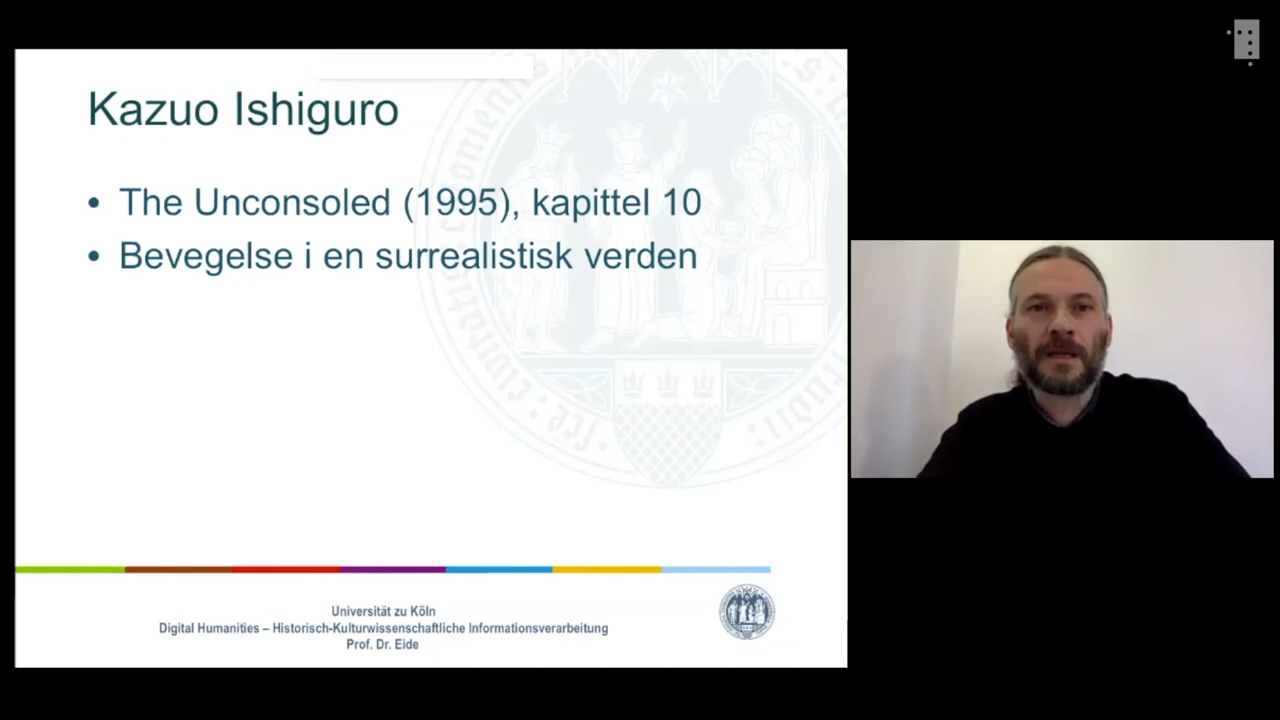 Kazuo Ishiguro
• The Unconsoled (1995), kapittel 10
• Bevegelse i en surrealistisk verden
Universität zu Köln
Digital Humanities – Historisch-Kulturwissenschaftliche Informationsverarbeitung
Prof. Dr. Eide